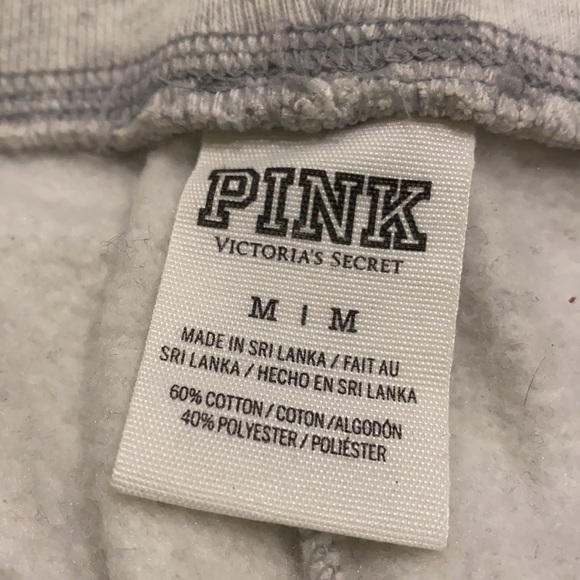 PINK
VICTORIA'S SECRET
M | M
MADE IN SRI LANKA / FAIT AU
SRI LANKA / HECHO EN SRI LANKA
60% COTTON / COTON /ALGODÓN
40% POLYESTER / POLIÉSTER